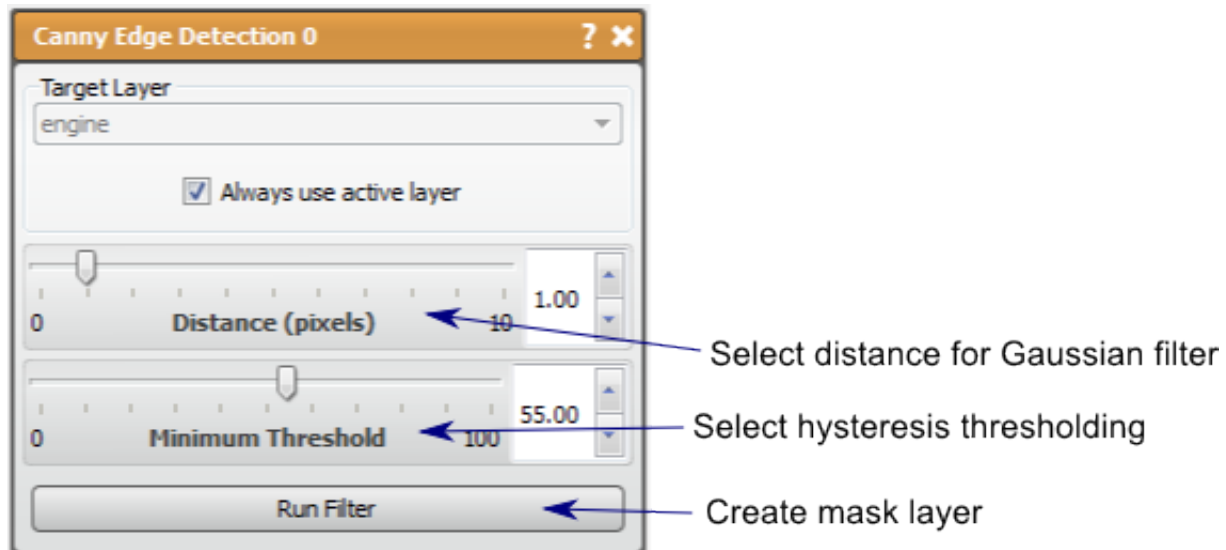 Canny Edge Detection 0 ? ×
Target Layer
engine
Always use active layer
1.00
0 Distance (pixels) 10
Select distance for Gaussian filter
55.00
0 Minimum Threshold 100
Select hysteresis thresholding
Run Filter
Create mask layer